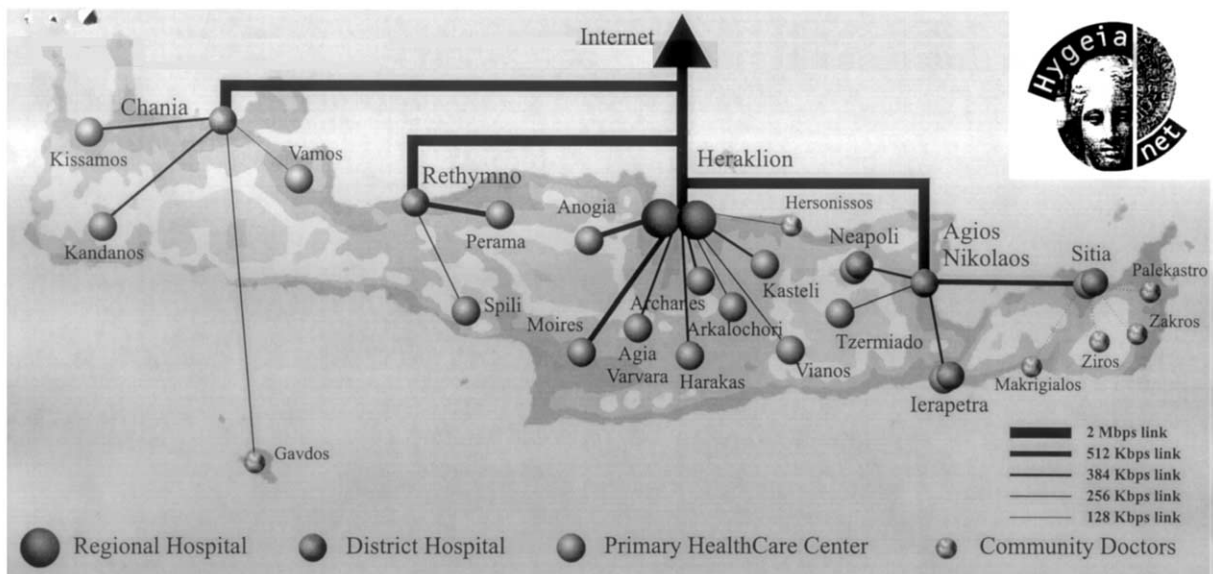 Internet
Hygeia
net
Chania
Kissamos
Vamos
Kandanos
Gavdos
Rethymno
Perama
Spili
Heraklion
Anogia
Hersonissos
Moires
Archanes
Agia
Varvara
Harakas
Arkalochori
Kasteli
Vianos
Neapoli
Agios
Nikolaos
Tzermiado
Ierapetra
Sitia
Palekastro
Zakros
Ziros
Makrigialos
2 Mbps link
512 Kbps link
384 Kbps link
256 Kbps link
128 Kbps link
Regional Hospital
District Hospital
Primary HealthCare Center
Community Doctors